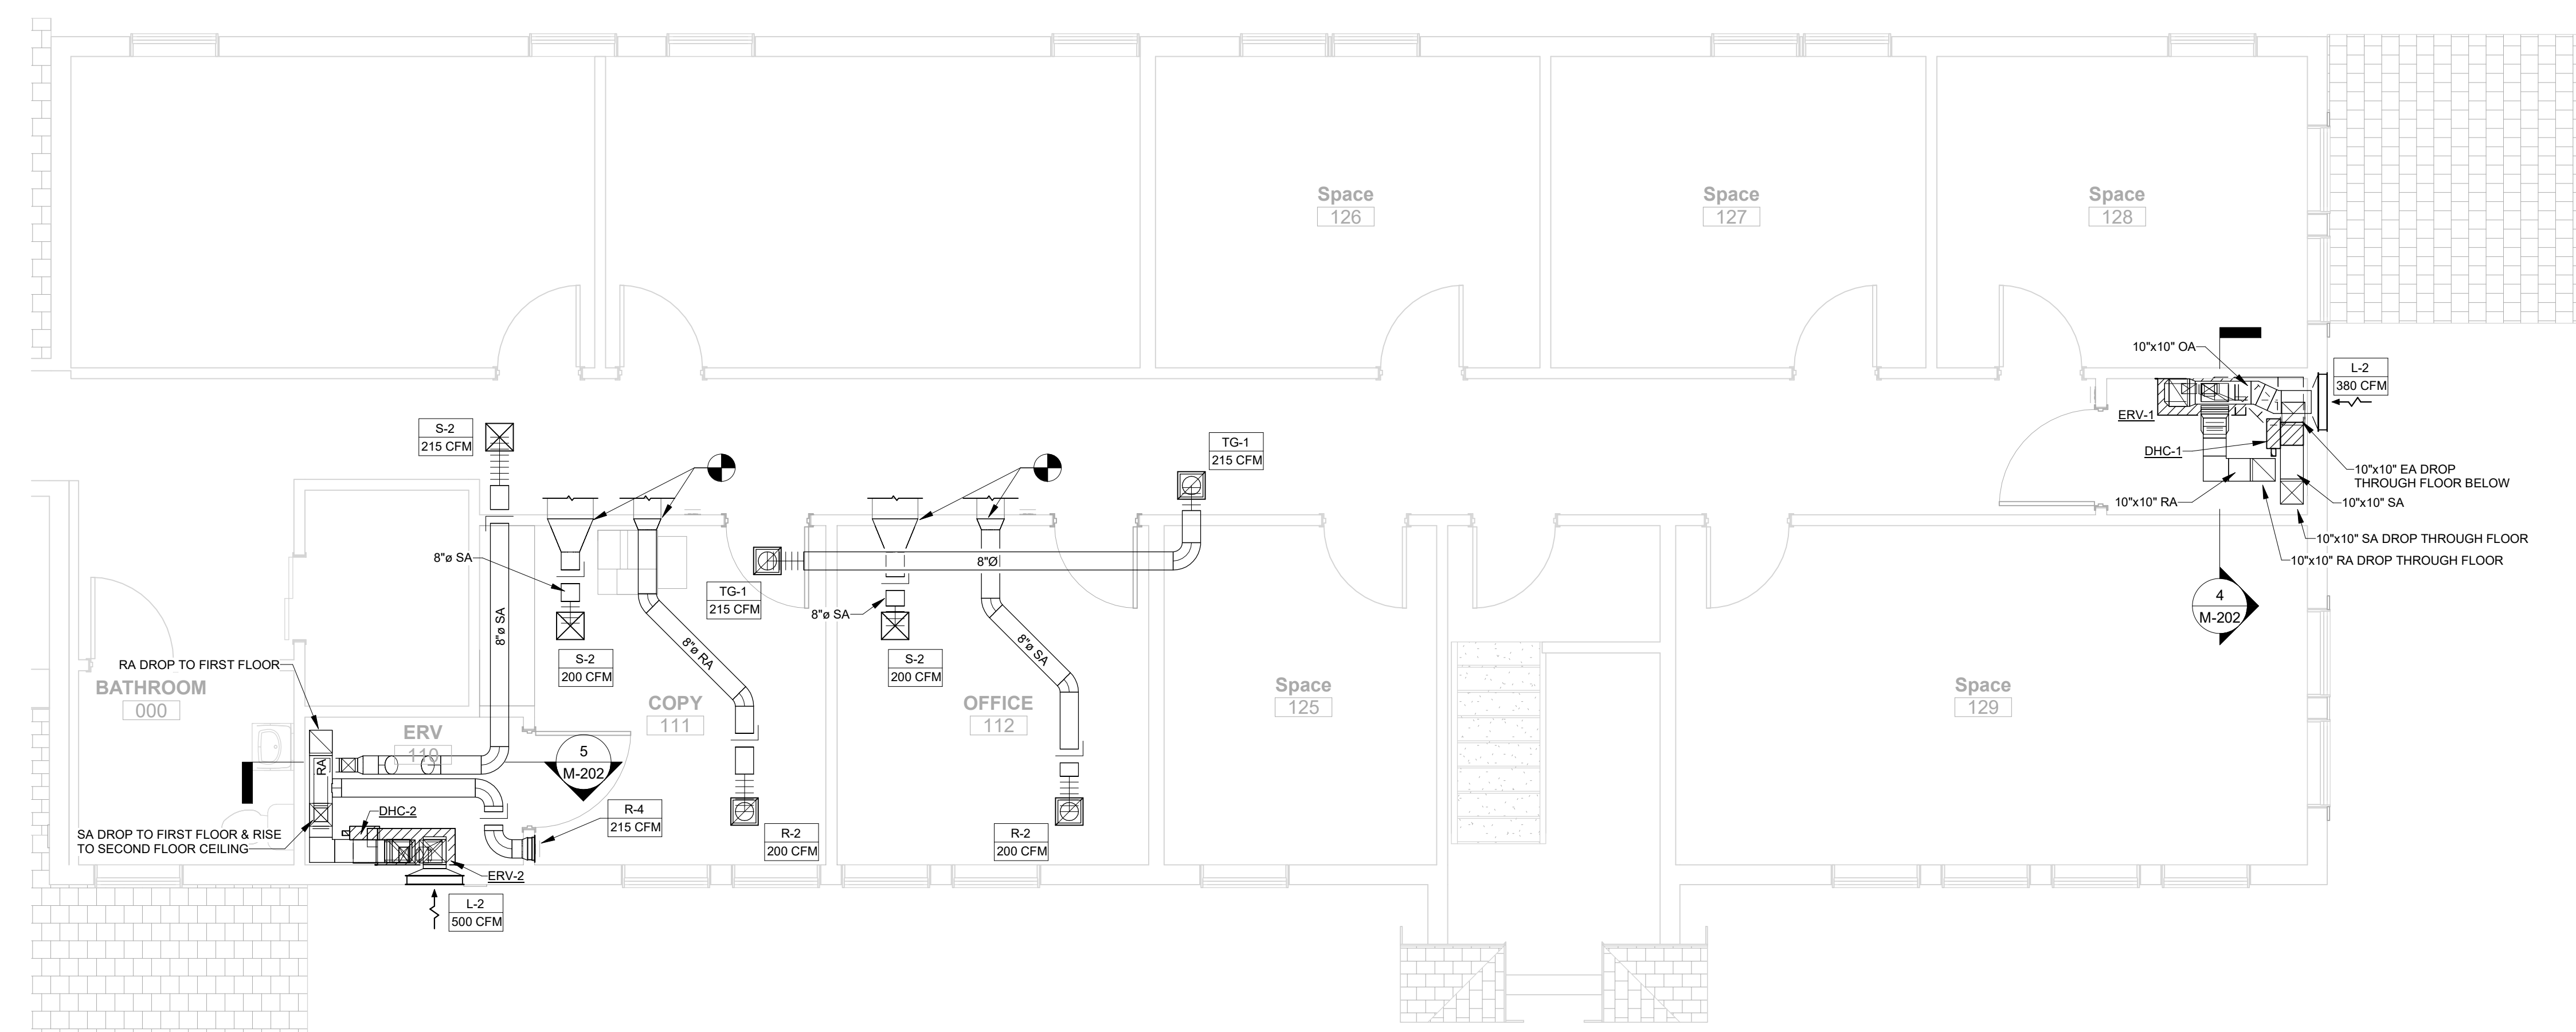 Space
126
Space
127
Space
128
10"x10" OA
L-2
380 CFM
ERV-1
DHC-1
10"x10" EA DROP
THROUGH FLOOR BELOW
10"x10" RA
10"x10" SA
10"x10" SA DROP THROUGH FLOOR
10"x10" RA DROP THROUGH FLOOR
4
M-202
S-2
215 CFM
TG-1
215 CFM
8"ø SA
8"ø SA
8"Ø
TG-1
215 CFM
8"ø SA
8"ø RA
8"ø SA
S-2
200 CFM
S-2
200 CFM
RA DROP TO FIRST FLOOR
BATHROOM
000
ERV
110
COPY
111
OFFICE
112
Space
125
Space
129
RA
5
M-202
DHC-2
R-4
215 CFM
SA DROP TO FIRST FLOOR & RISE
TO SECOND FLOOR CEILING
R-2
200 CFM
R-2
200 CFM
ERV-2
L-2
500 CFM